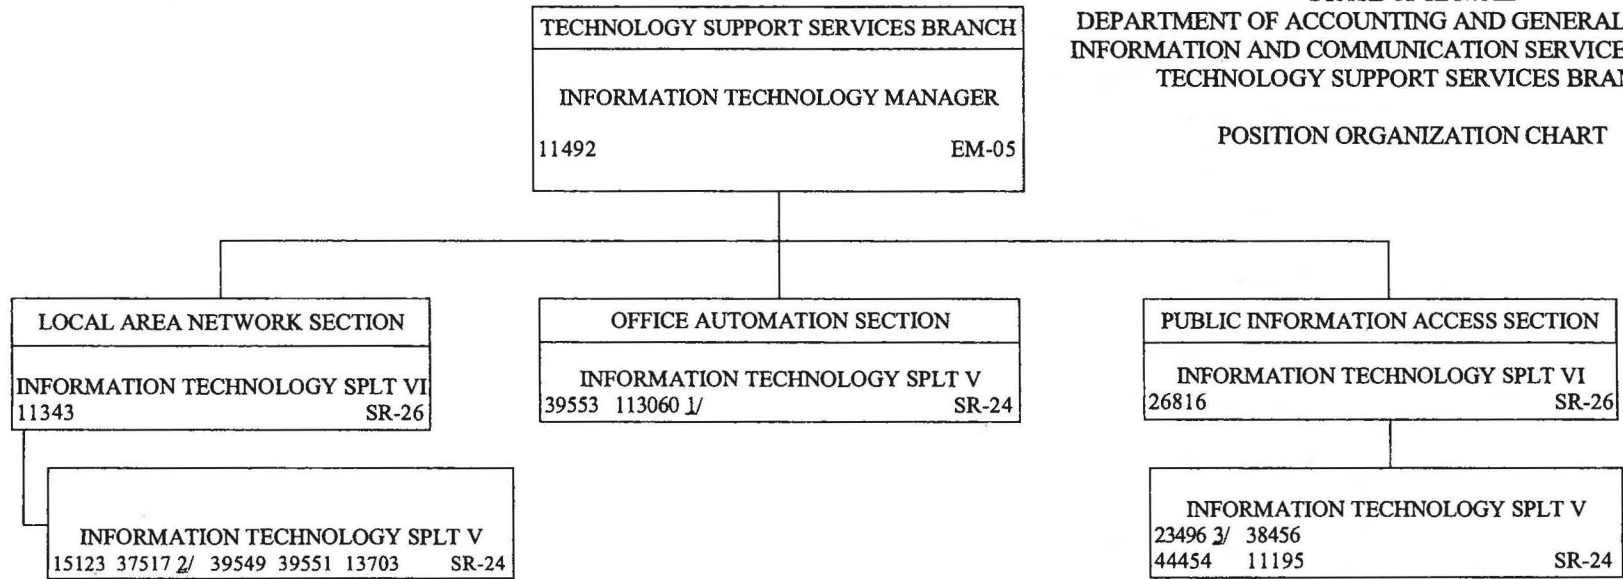 TECHNOLOGY SUPPORT SERVICES BRANCH
INFORMATION TECHNOLOGY MANAGER
11492 EM-05
DEPARTMENT OF ACCOUNTING AND GENERAL
INFORMATION AND COMMUNICATION SERVICE
TECHNOLOGY SUPPORT SERVICES BRAN
POSITION ORGANIZATION CHART
LOCAL AREA NETWORK SECTION
INFORMATION TECHNOLOGY SPLT VI
11343 SR-26
INFORMATION TECHNOLOGY SPLT V
15123 37517 2/ 39549 39551 13703 SR-24
OFFICE AUTOMATION SECTION
INFORMATION TECHNOLOGY SPLT V
39553 113060 1/ SR-24
PUBLIC INFORMATION ACCESS SECTION
INFORMATION TECHNOLOGY SPLT VI
26816 SR-26
INFORMATION TECHNOLOGY SPLT V
23496 3/ 38456
44454 11195 SR-24